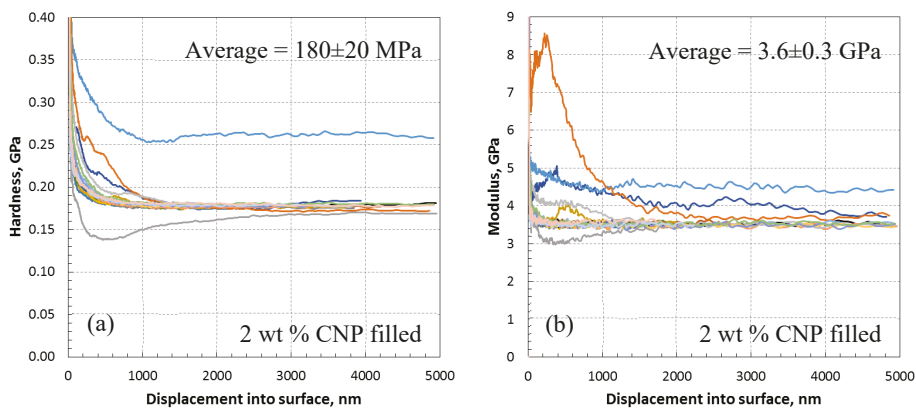 Average = 180±20 MPa
Hardness, GPa
0.40
0.35
0.30
0.25
0.20
0.15
0.10
0.05
0.00
(a)
2 wt % CNP filled
0 1000 2000 3000 4000 5000
Displacement into surface, nm
Average = 3.6±0.3 GPa
Modulus, GPa
9
8
7
6
5
4
3
2
1
0
(b)
2 wt % CNP filled
0 1000 2000 3000 4000 5000
Displacement into surface, nm